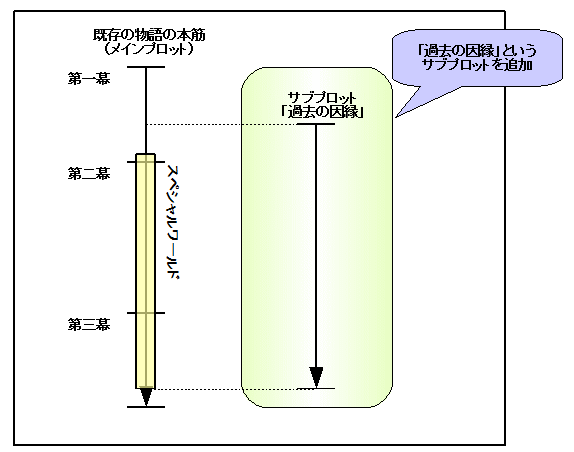 既存の物語の本筋
（メインプロット）
第一幕
第二幕
第三幕
スペシャルワールド
サブプロット
「過去の因縁」
「過去の因縁」という
サブプロットを追加